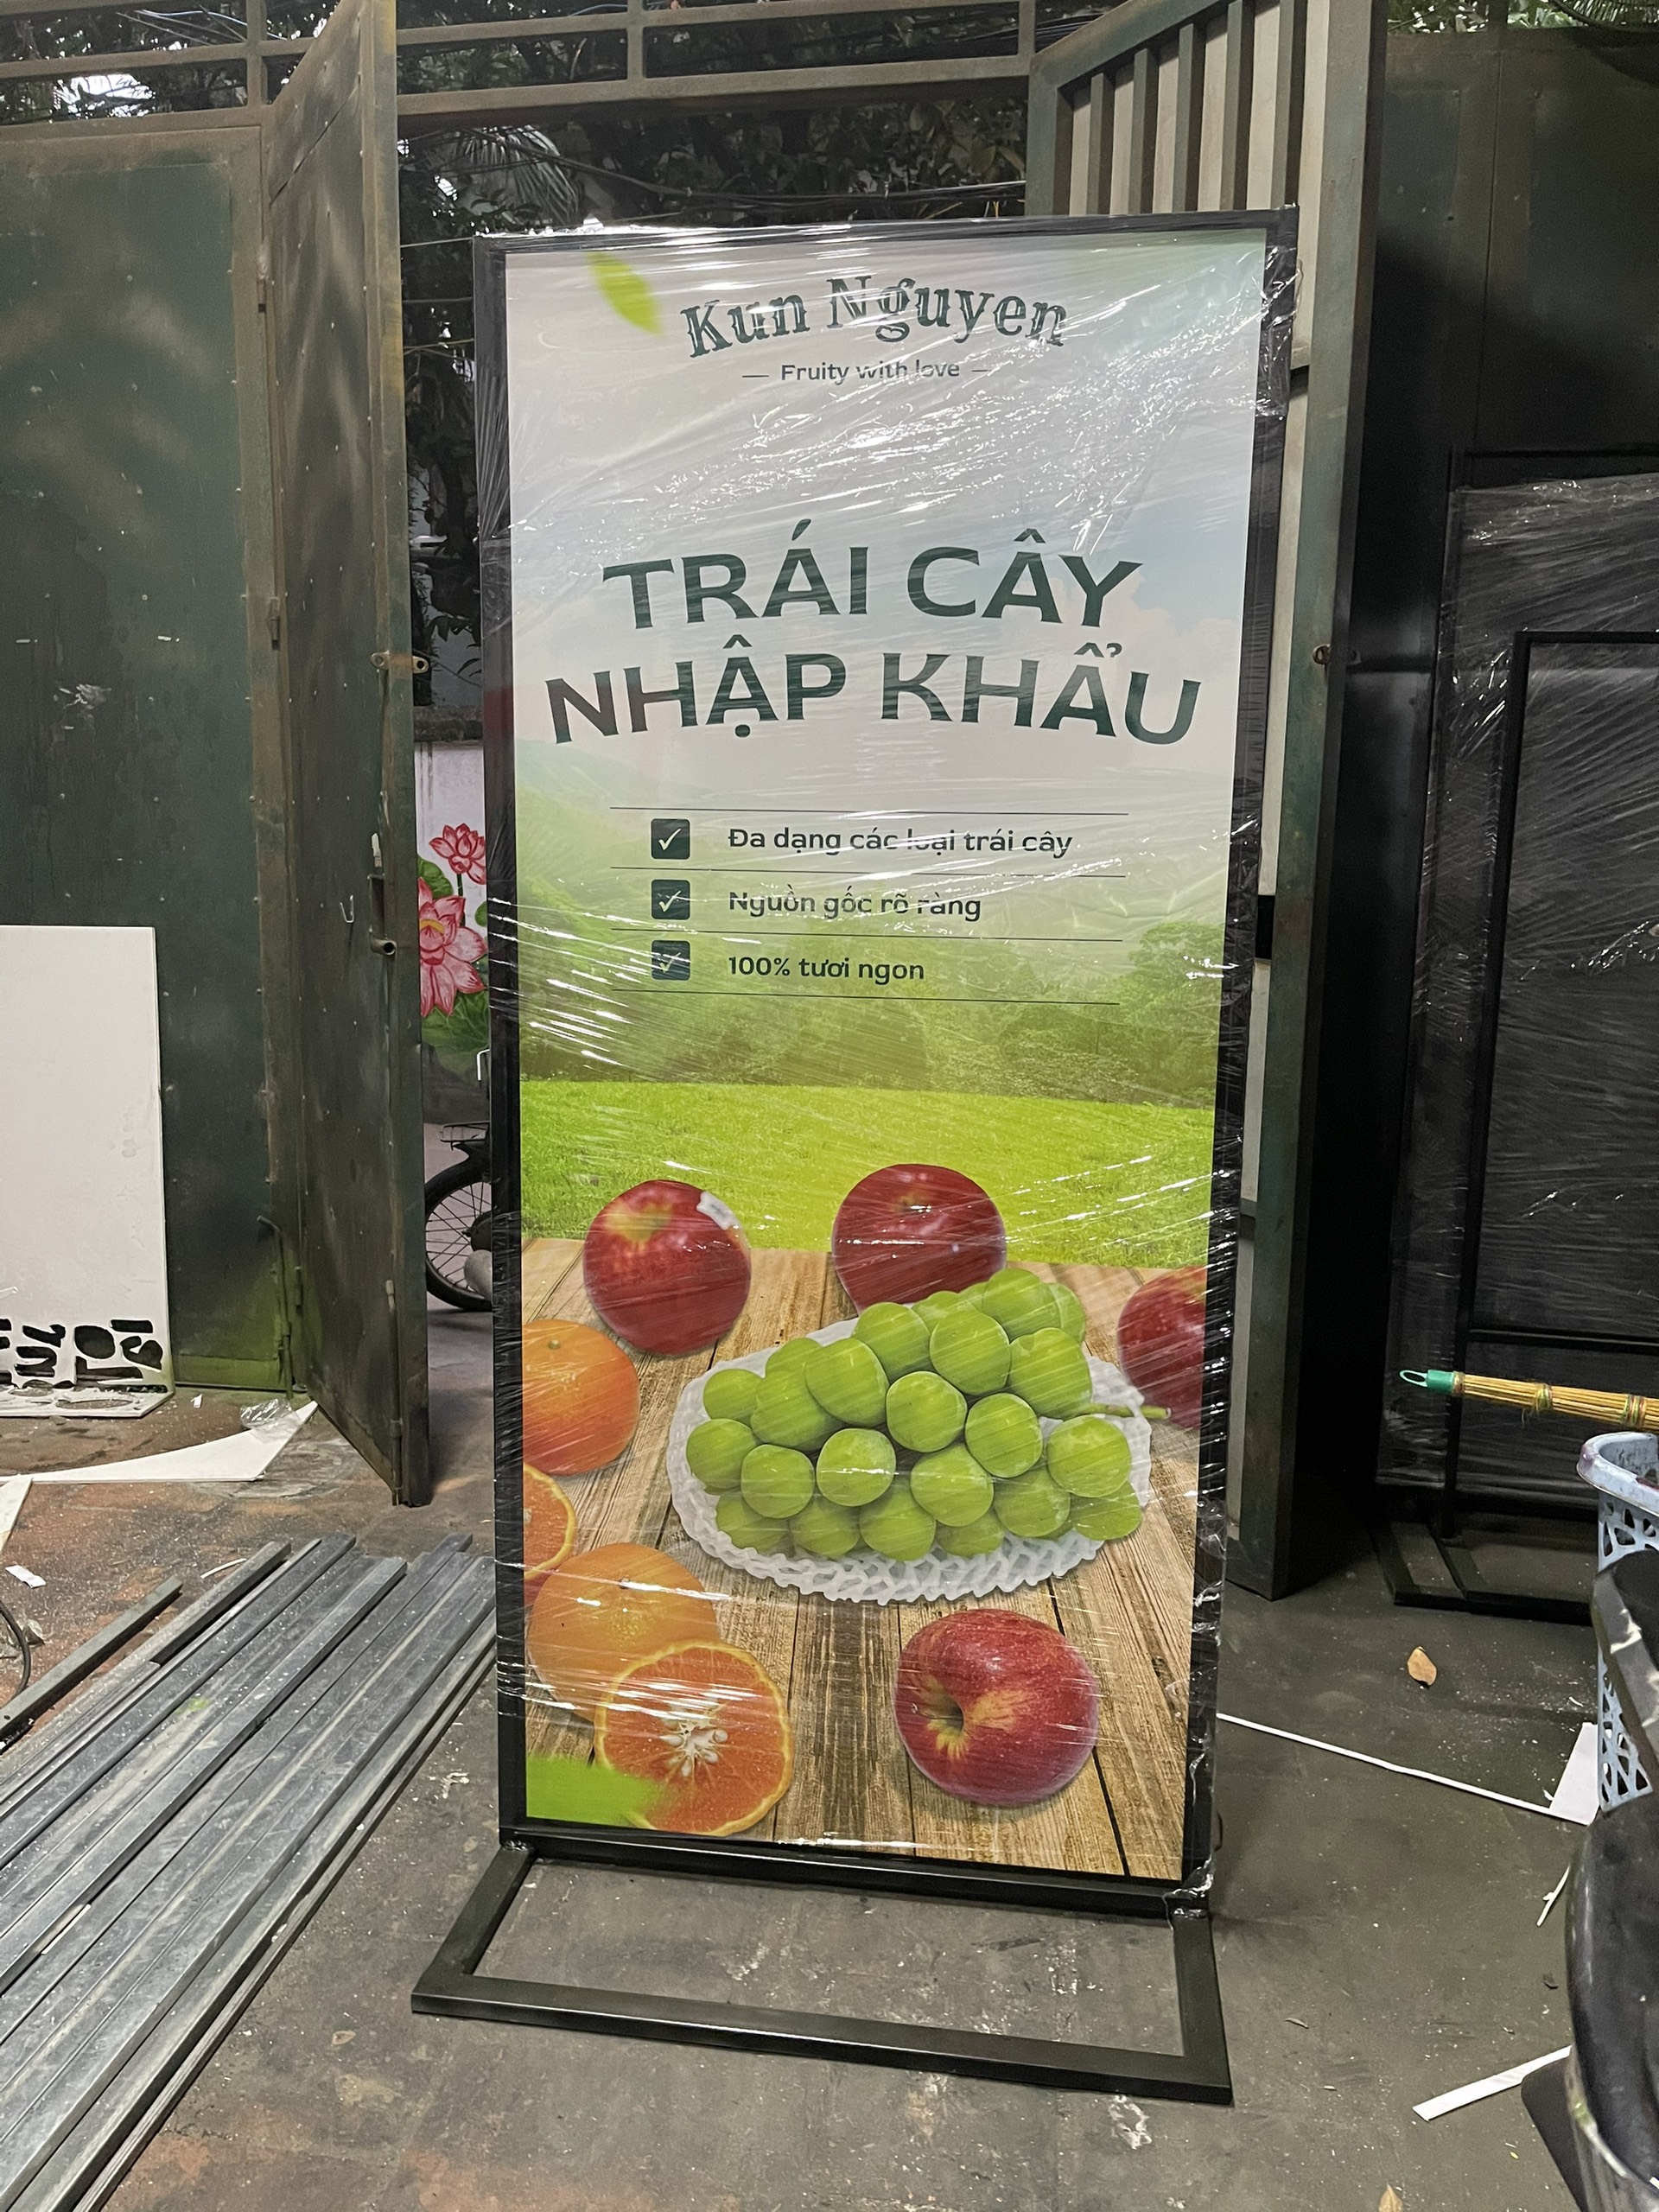 Kun Nguyen
— Fruity with love —
TRÁI CÂY
NHẬP KHẨU
Đa dạng các loại trái cây
Nguồn gốc rõ ràng
100% tươi ngon